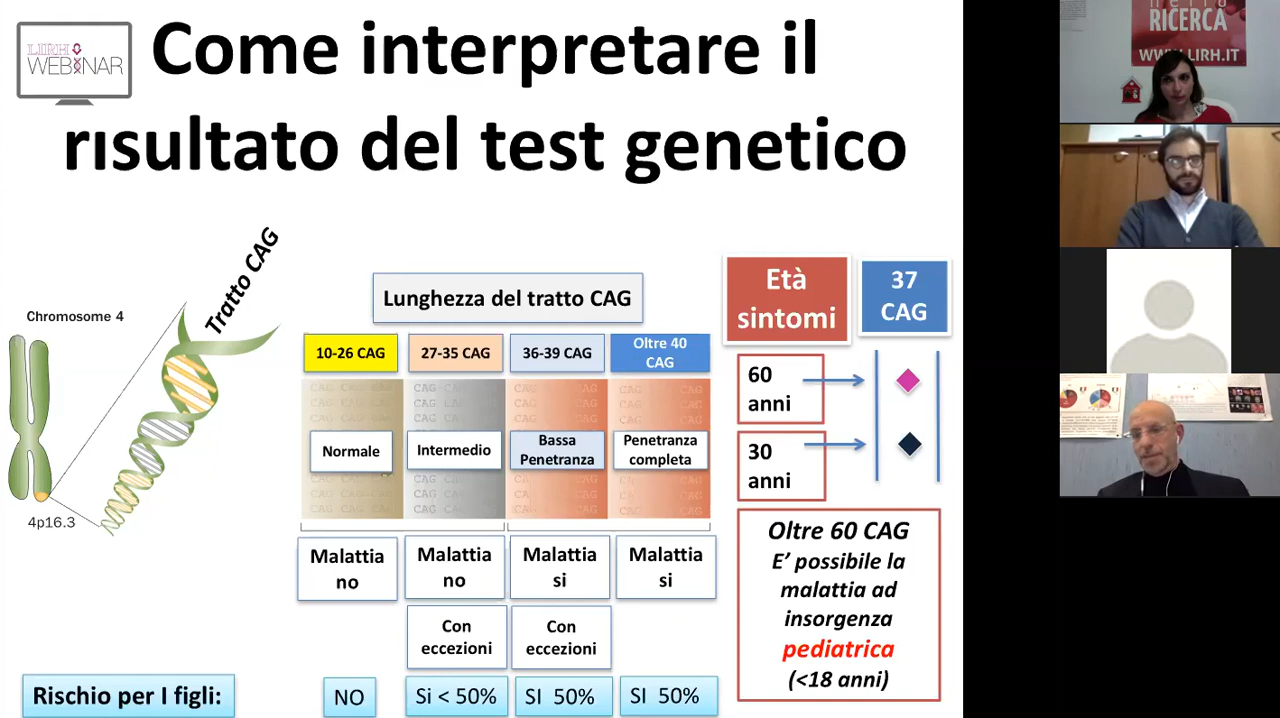 LIRH
WEBINAR
Come interpretare il
risultato del test genetico
Chromosome 4
4p16.3
Tratto CAG
Lunghezza del tratto CAG
10-26 CAG
27-35 CAG
36-39 CAG
Oltre 40
CAG
Normale
Intermedio
Bassa
Penetranza
Penetranza
completa
Malattia
no
Malattia
no
Malattia
si
Malattia
si
Con
eccezioni
Con
eccezioni
Rischio per I figli:
NO
Si < 50%
SI 50%
SI 50%
Età
sintomi
37
CAG
60
anni
30
anni
Oltre 60 CAG
E’ possibile la
malattia ad
insorgenza
pediatrica
(<18 anni)
RICERCA
WWW.LIRH.IT